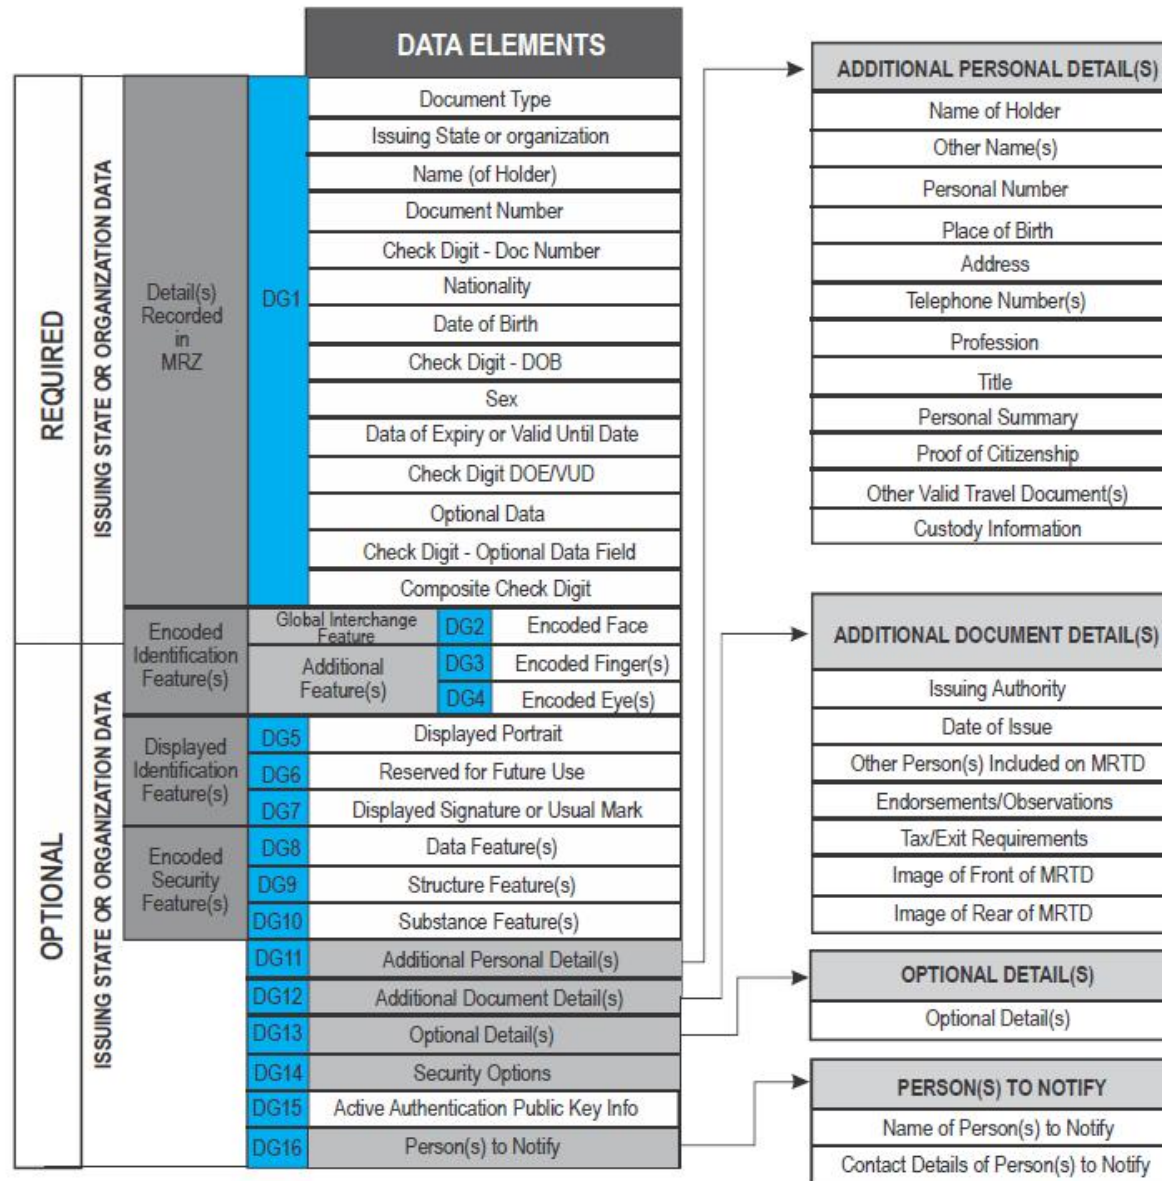 DATA ELEMENTS
REQUIRED
ISSUING STATE OR ORGANIZATION DATA
Detail(s)
Recorded
in
MRZ
DG1
Document Type
Issuing State or organization
Name (of Holder)
Document Number
Check Digit - Doc Number
Nationality
Date of Birth
Check Digit - DOB
Sex
Data of Expiry or Valid Until Date
Check Digit DOE/VUD
Optional Data
Check Digit - Optional Data Field
Composite Check Digit
Encoded
Identification
Feature(s)
Global Interchange
Feature
DG2
Encoded Face
OPTIONAL
ISSUING STATE OR ORGANIZATION DATA
Additional
Feature(s)
DG3
Encoded Finger(s)
DG4
Encoded Eye(s)
Displayed
Identification
Feature(s)
DG5
Displayed Portrait
DG6
Reserved for Future Use
DG7
Displayed Signature or Usual Mark
Encoded
Security
Feature(s)
DG8
Data Feature(s)
DG9
Structure Feature(s)
DG10
Substance Feature(s)
DG11
Additional Personal Detail(s)
DG12
Additional Document Detail(s)
DG13
Optional Detail(s)
DG14
Security Options
DG15
Active Authentication Public Key Info
DG16
Person(s) to Notify
ADDITIONAL PERSONAL DETAIL(S)
Name of Holder
Other Name(s)
Personal Number
Place of Birth
Address
Telephone Number(s)
Profession
Title
Personal Summary
Proof of Citizenship
Other Valid Travel Document(s)
Custody Information
ADDITIONAL DOCUMENT DETAIL(S)
Issuing Authority
Date of Issue
Other Person(s) Included on MRTD
Endorsements/Observations
Tax/Exit Requirements
Image of Front of MRTD
Image of Rear of MRTD
OPTIONAL DETAIL(S)
Optional Detail(s)
PERSON(S) TO NOTIFY
Name of Person(s) to Notify
Contact Details of Person(s) to Notify